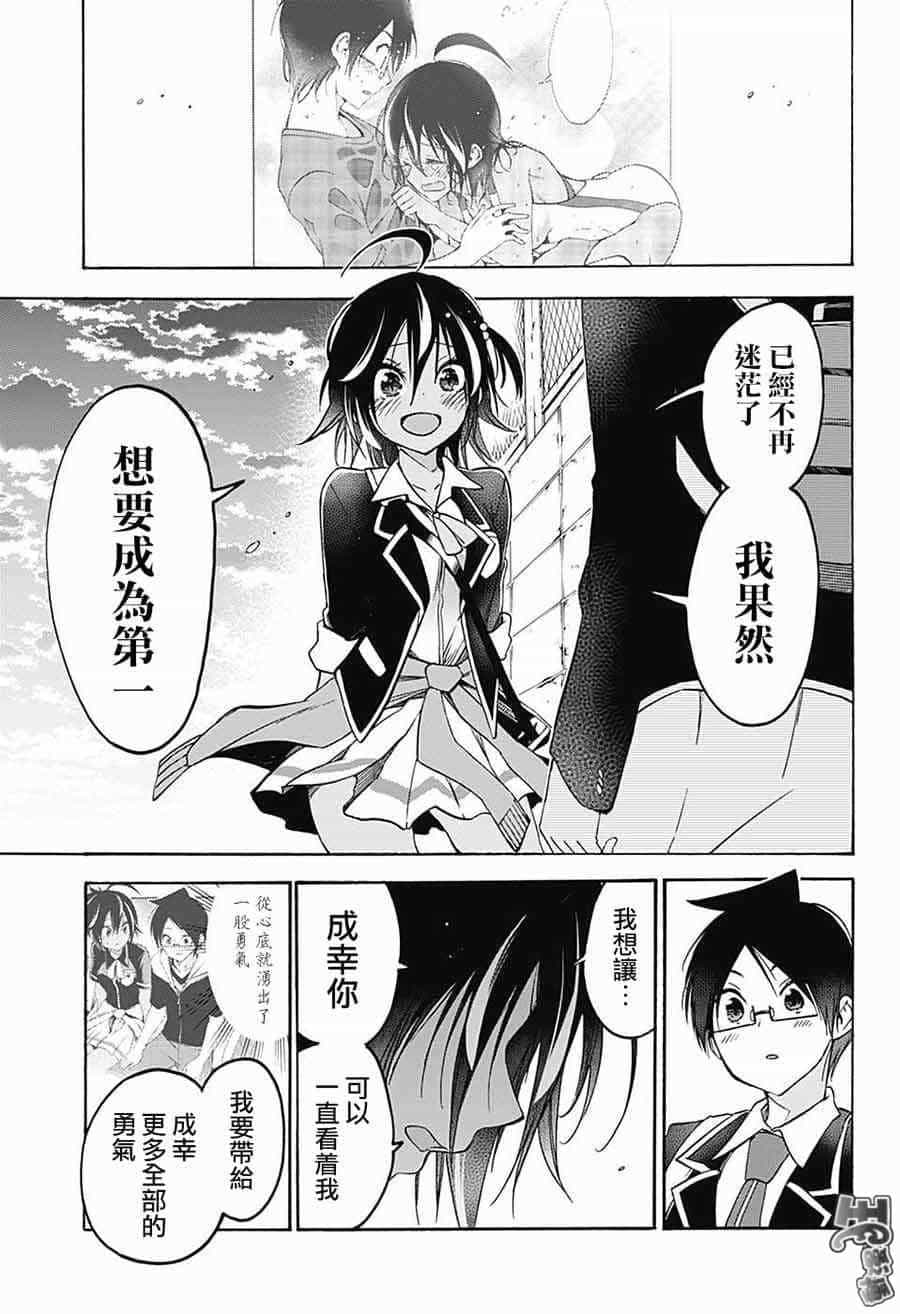 已經不再
迷茫了
我果然
想要成為第一
我想讓…
成幸你
可以
一直看着我
從心底就湧出了
一股勇氣
我要帶給
成幸
更多全部的
勇氣